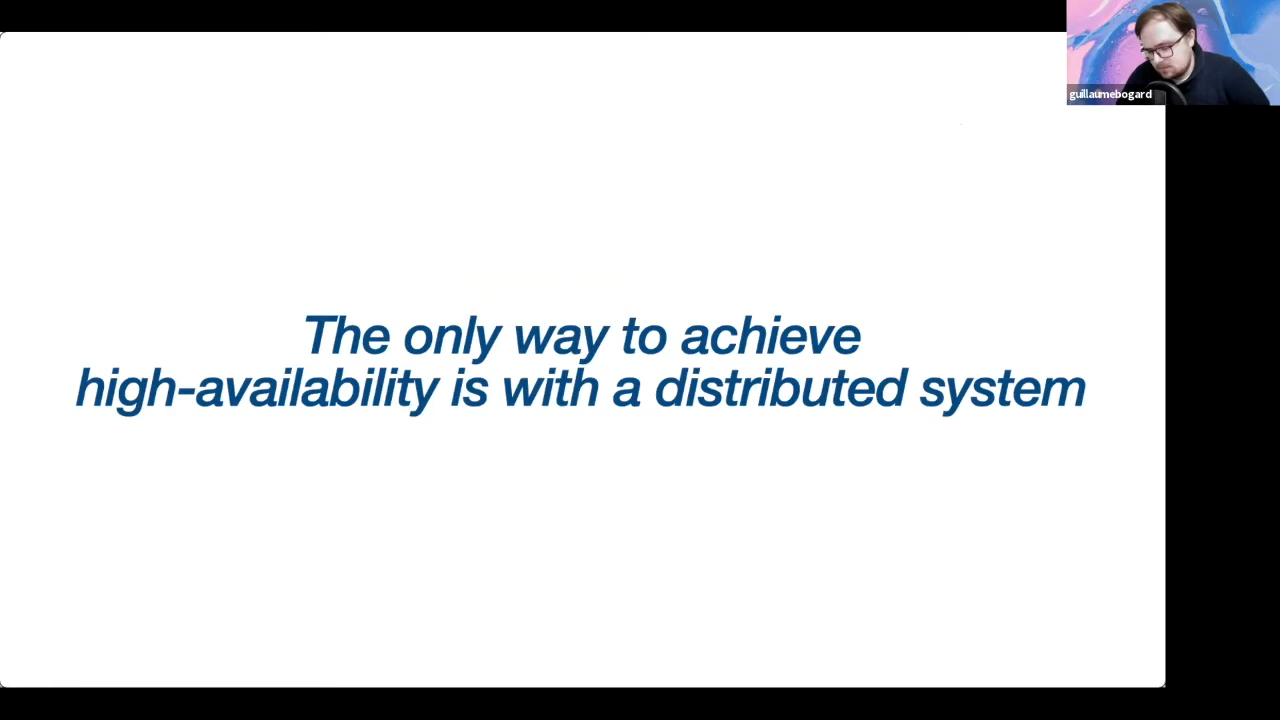 guillaumebogard
The only way to achieve
high-availability is with a distributed system